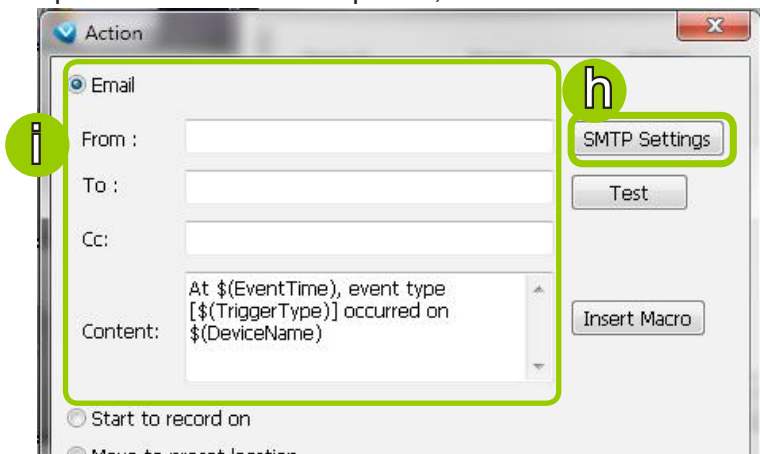 Action
Email
h
i
From :
SMTP Settings
To :
Test
Cc:
At $(EventTime), event type
[$(TriggerType)] occurred on
$(DeviceName)
Content:
Insert Macro
Start to record on